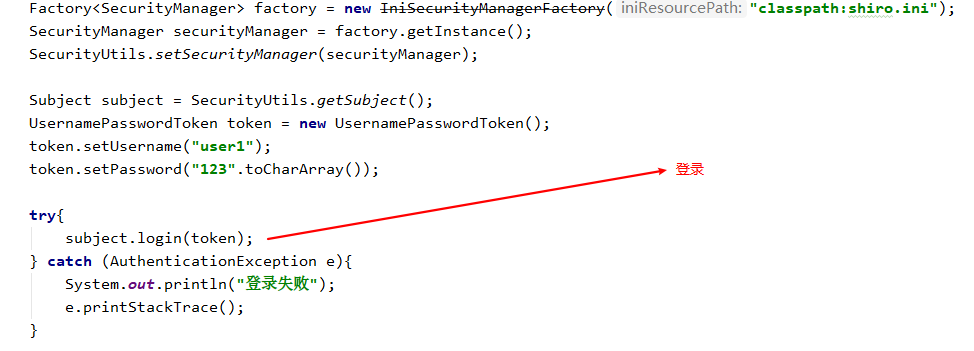 Factory<SecurityManager> factory = new IniSecurityManagerFactory( iniResourcePath: "classpath:shiro.ini");
SecurityManager securityManager = factory.getInstance();
SecurityUtils.setSecurityManager(securityManager);
Subject subject = SecurityUtils.getSubject();
UsernamePasswordToken token = new UsernamePasswordToken();
token.setUsername("user1");
token.setPassword("123".toCharArray());
登录
try{
subject.login(token);
} catch (AuthenticationException e){
System.out.println("登录失败");
e.printStackTrace();
}